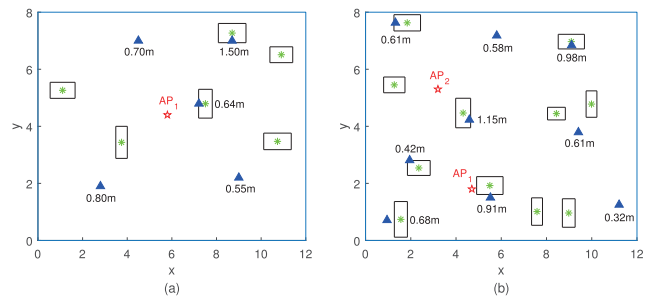 8
6
4
2
0
y
0.70m
1.50m
0.64m
AP1
0.80m
0.55m
0 2 4 6 8 10 12
x
(a)
8
6
4
2
0
y
0.61m
0.58m
0.98m
AP2
1.15m
0.61m
0.42m
AP1
0.91m
0.68m
0.32m
0 2 4 6 8 10 12
x
(b)